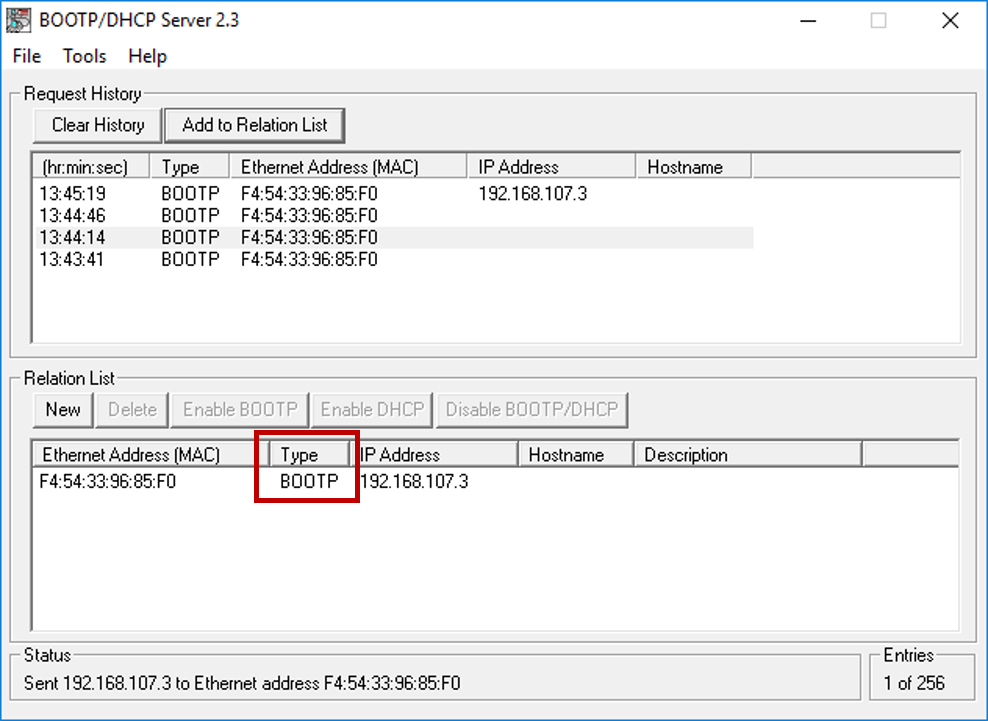 BOOTP/DHCP Server 2.3
File Tools Help
Request History
Clear History Add to Relation List
(hr:min:sec) Type Ethernet Address (MAC) IP Address Hostname
13:45:19 BOOTP F4:54:33:96:85:F0 192.168.107.3
13:44:46 BOOTP F4:54:33:96:85:F0
13:44:14 BOOTP F4:54:33:96:85:F0
13:43:41 BOOTP F4:54:33:96:85:F0
Relation List
New Delete Enable BOOTP Enable DHCP Disable BOOTP/DHCP
Ethernet Address (MAC) Type IP Address Hostname Description
F4:54:33:96:85:F0 BOOTP 192.168.107.3
Status Entries
Sent 192.168.107.3 to Ethernet address F4:54:33:96:85:F0 1 of 256